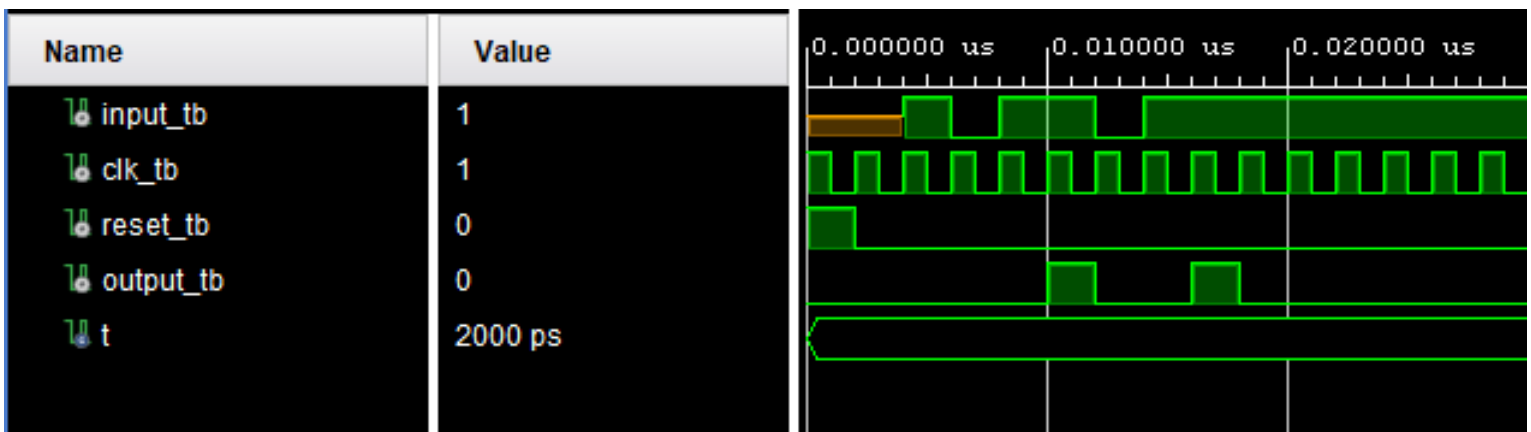 Name Value 0.000000 us 0.010000 us 0.020000 us
input_tb 1
clk_tb 1
reset_tb 0
output_tb 0
t 2000 ps